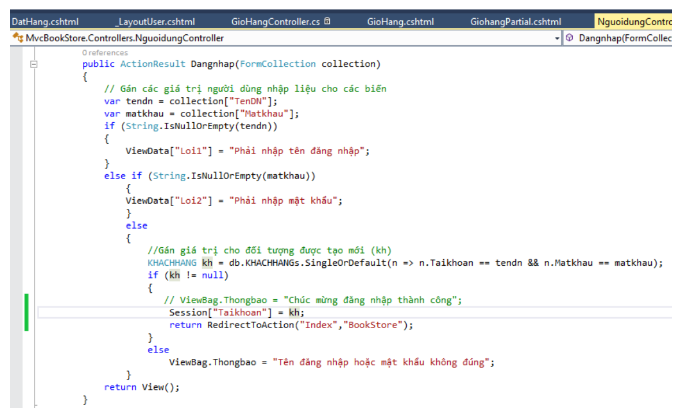 DatHang.cshtml _LayoutUser.cshtml GioHangController.cs GioHang.cshtml GiohangPartial.cshtml NguoidungContro
MvcBookStore.Controllers.NguoidungController Dangnhap(FormCollec
0 references
public ActionResult Dangnhap(FormCollection collection)
{
// Gán các giá trị người dùng nhập liệu cho các biến
var tendn = collection["TenDN"];
var matkhau = collection["Matkhau"];
if (String.IsNullOrEmpty(tendn))
{
ViewData["Loi1"] = "Phải nhập tên đăng nhập";
}
else if (String.IsNullOrEmpty(matkhau))
{
ViewData["Loi2"] = "Phải nhập mật khẩu";
}
else
{
//Gán giá trị cho đối tượng được tạo mới (kh)
KHACHHANG kh = db.KHACHHANGs.SingleOrDefault(n => n.Taikhoan == tendn && n.Matkhau == matkhau);
if (kh != null)
{
// ViewBag.Thongbao = "Chúc mừng đăng nhập thành công";
Session["Taikhoan"] = kh;
return RedirectToAction("Index","BookStore");
}
else
ViewBag.Thongbao = "Tên đăng nhập hoặc mật khẩu không đúng";
}
return View();
}